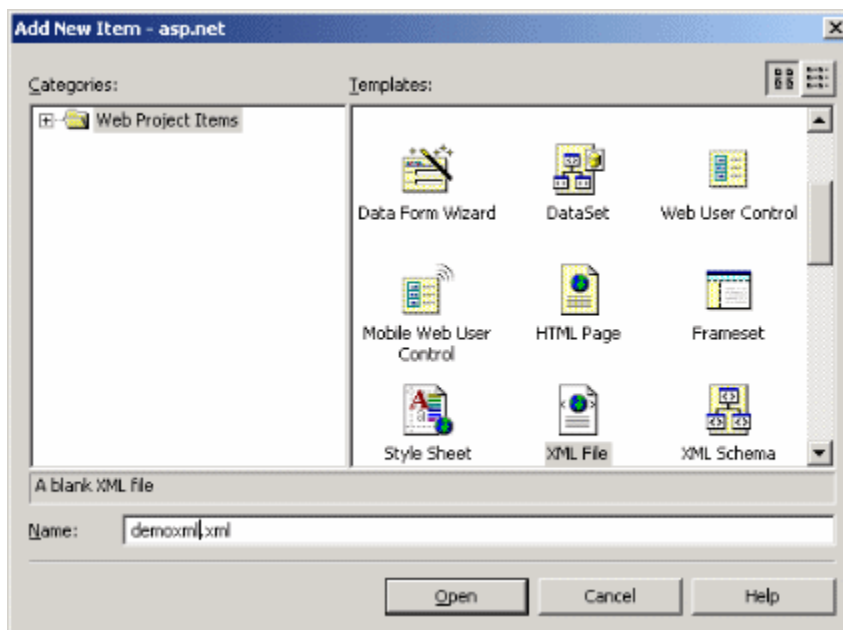 Add New Item - asp.net
Categories:
Templates:
Web Project Items
Data Form Wizard
DataSet
Web User Control
Mobile Web User
Control
HTML Page
Frameset
Style Sheet
XML File
XML Schema
A blank XML file
Name:
demoxml.xml
Open
Cancel
Help